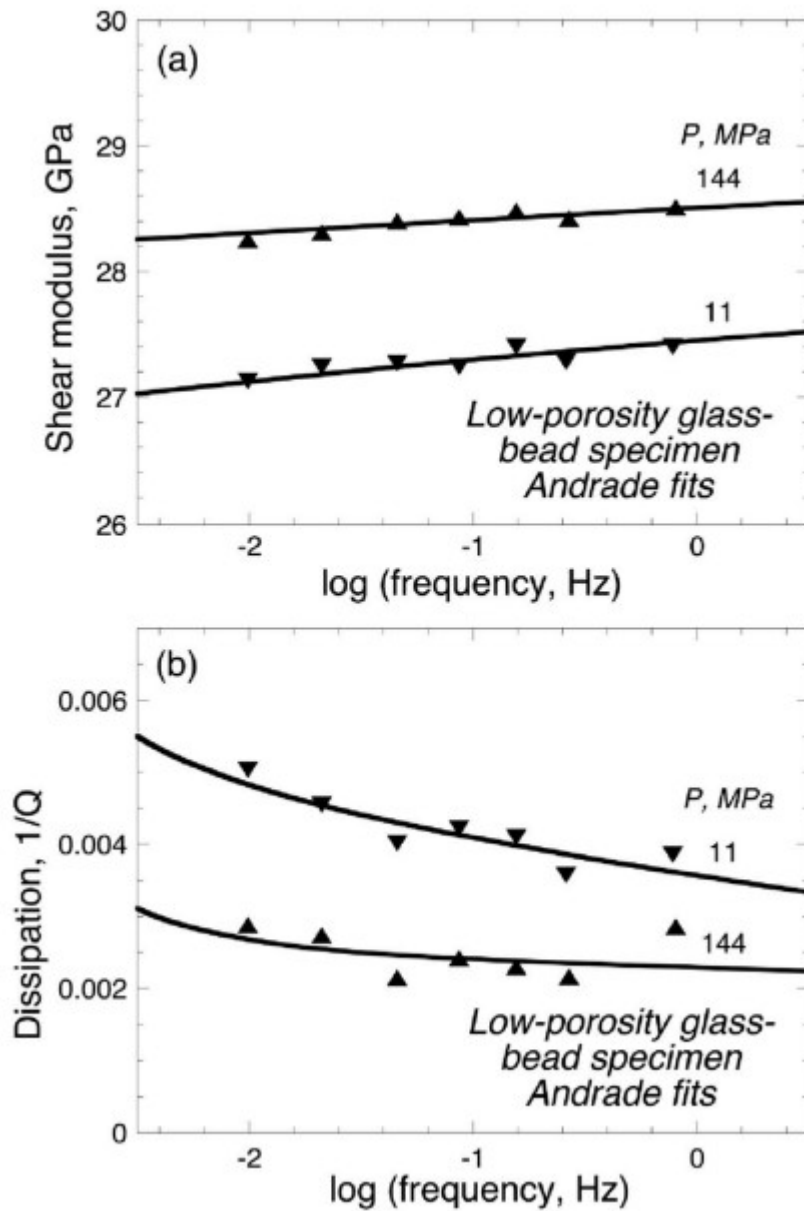 (a)
30
29
28
27
26
Shear modulus, GPa
P, MPa
144
11
Low-porosity glass-
bead specimen
Andrade fits
-2
-1
0
log (frequency, Hz)
(b)
0.006
0.004
0.002
0
Dissipation, 1/Q
P, MPa
11
144
Low-porosity glass-
bead specimen
Andrade fits
-2
-1
0
log (frequency, Hz)